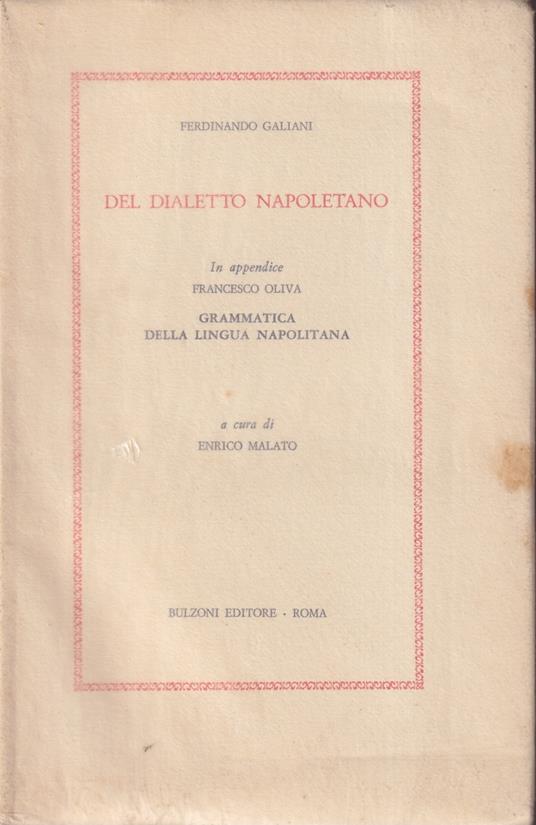 FERDINANDO GALIANI
DEL DIALETTO NAPOLETANO
In appendice
FRANCESCO OLIVA
GRAMMATICA
DELLA LINGUA NAPOLITANA
a cura di
ENRICO MALATO
BULZONI EDITORE · ROMA